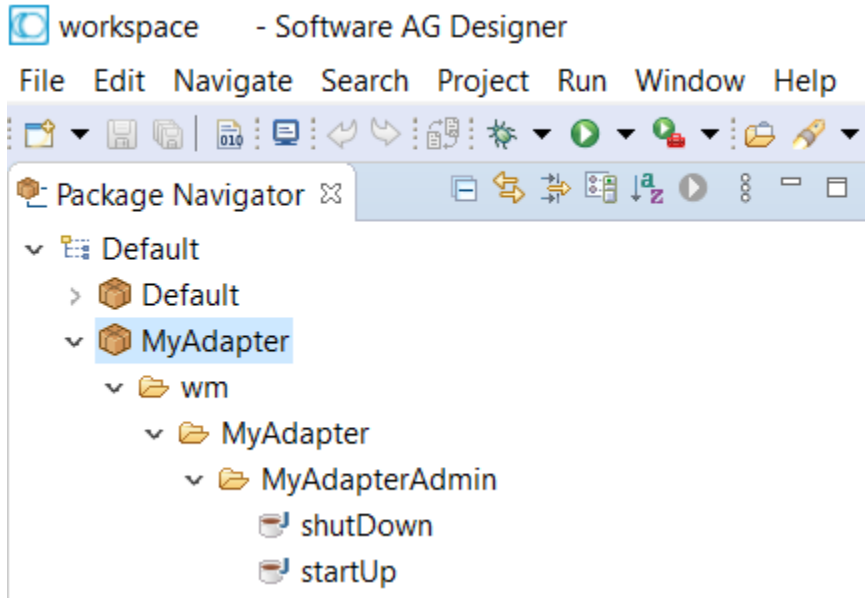 workspace - Software AG Designer
File Edit Navigate Search Project Run Window Help
010
Package Navigator
a
z
Default
Default
MyAdapter
wm
MyAdapter
MyAdapterAdmin
shutDown
startUp